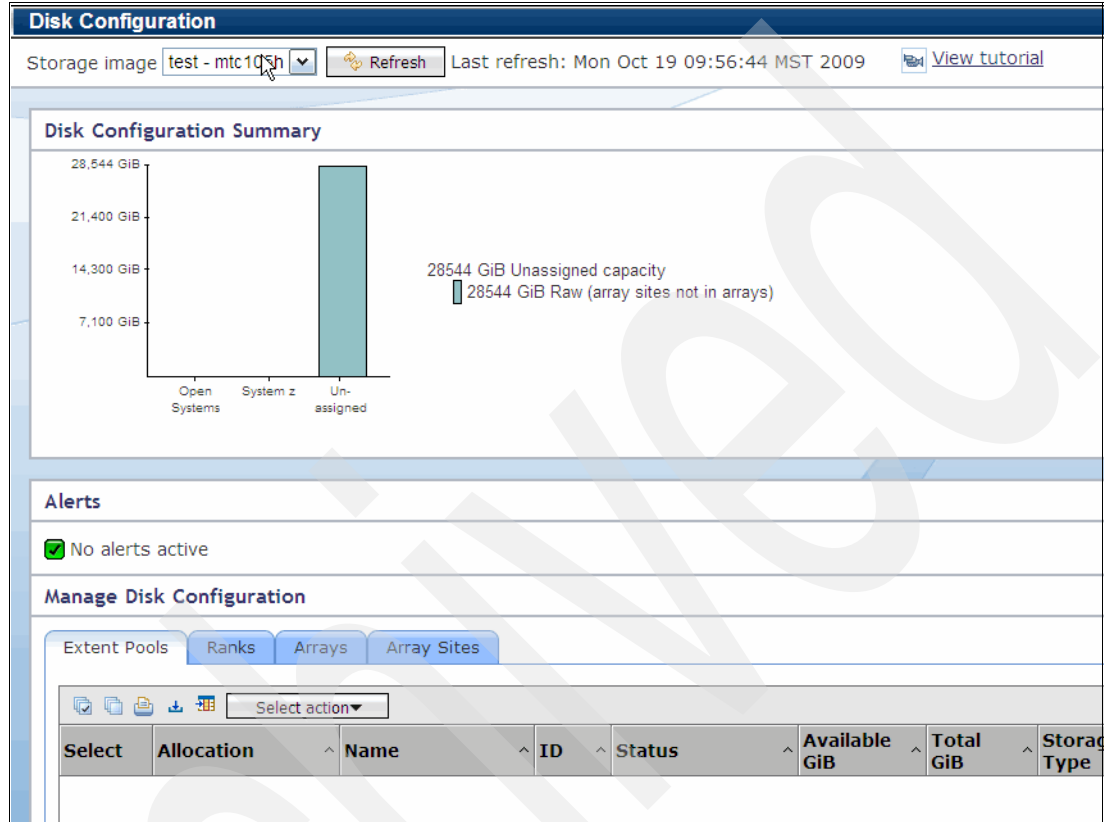 Disk Configuration
Storage image test - mtc105h Refresh Last refresh: Mon Oct 19 09:56:44 MST 2009 View tutorial
Disk Configuration Summary
28,544 GiB
21,400 GiB
14,300 GiB
7,100 GiB
Open Systems
System z
Un-assigned
28544 GiB Unassigned capacity
28544 GiB Raw (array sites not in arrays)
Alerts
No alerts active
Manage Disk Configuration
Extent Pools Ranks Arrays Array Sites
Select action
Select Allocation Name ID Status Available GiB Total GiB Storag Type